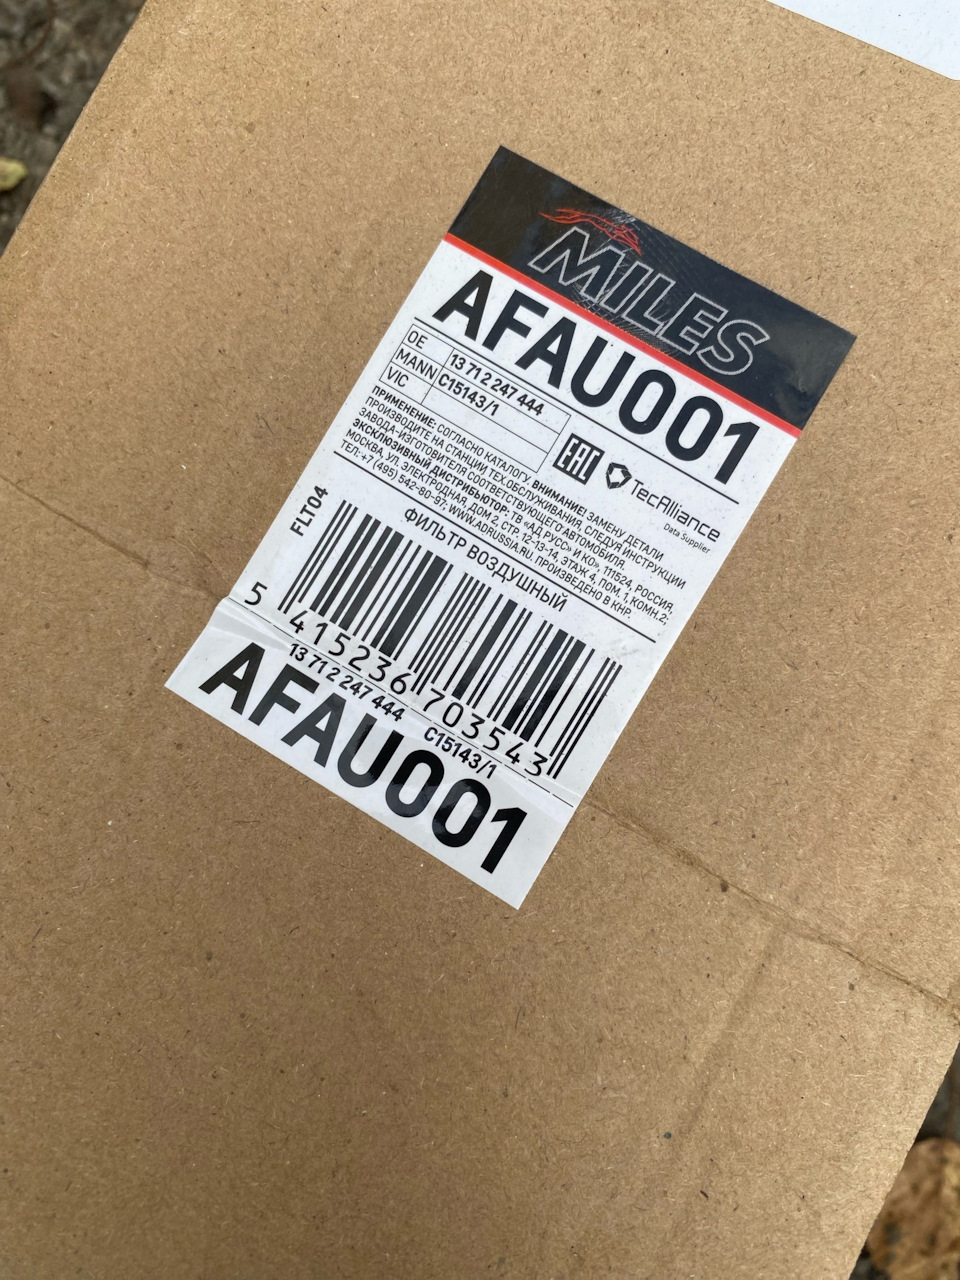 MILES
AFAU001
OE 13 71 2 247 444
MANN C15143/1
VIC
EAC
TecAlliance
Data Supplier
ПРИМЕНЕНИЕ: СОГЛАСНО КАТАЛОГУ. ВНИМАНИЕ! ЗАМЕНУ ДЕТАЛИ
ПРОИЗВОДИТЕ НА СТАНЦИИ ТЕХ.ОБСЛУЖИВАНИЯ, СЛЕДУЯ ИНСТРУКЦИИ
ЗАВОДА-ИЗГОТОВИТЕЛЯ СООТВЕТСТВУЮЩЕГО АВТОМОБИЛЯ.
ЭКСКЛЮЗИВНЫЙ ДИСТРИБЬЮТОР: ТВ «АД РУСС» И КО», 111524, РОССИЯ,
МОСКВА, УЛ. ЭЛЕКТРОДНАЯ, ДОМ 2, СТР. 12-13-14, ЭТАЖ 4, ПОМ. 1, КОМН.2;
ТЕЛ:+7 (495) 542-80-97; WWW.ADRUSSIA.RU. ПРОИЗВЕДЕНО В КНР.
ФИЛЬТР ВОЗДУШНЫЙ
FLT04
5 415236 703543
13 71 2 247 444 C15143/1
AFAU001